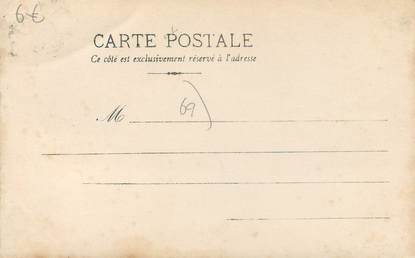 6€
CARTE POSTALE
Ce côté est exclusivement réservé à l'adresse
69
M